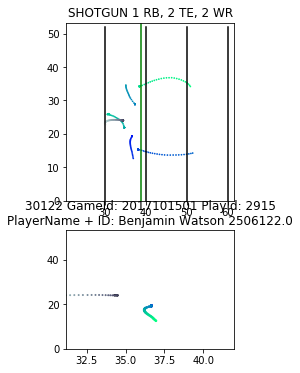 SHOTGUN 1 RB, 2 TE, 2 WR
50
40
30
20
10
0
30 40 50 60
30122 GameId: 2017101501 PlayId: 2915
PlayerName + ID: Benjamin Watson 2506122.0
40
20
0
32.5 35.0 37.5 40.0